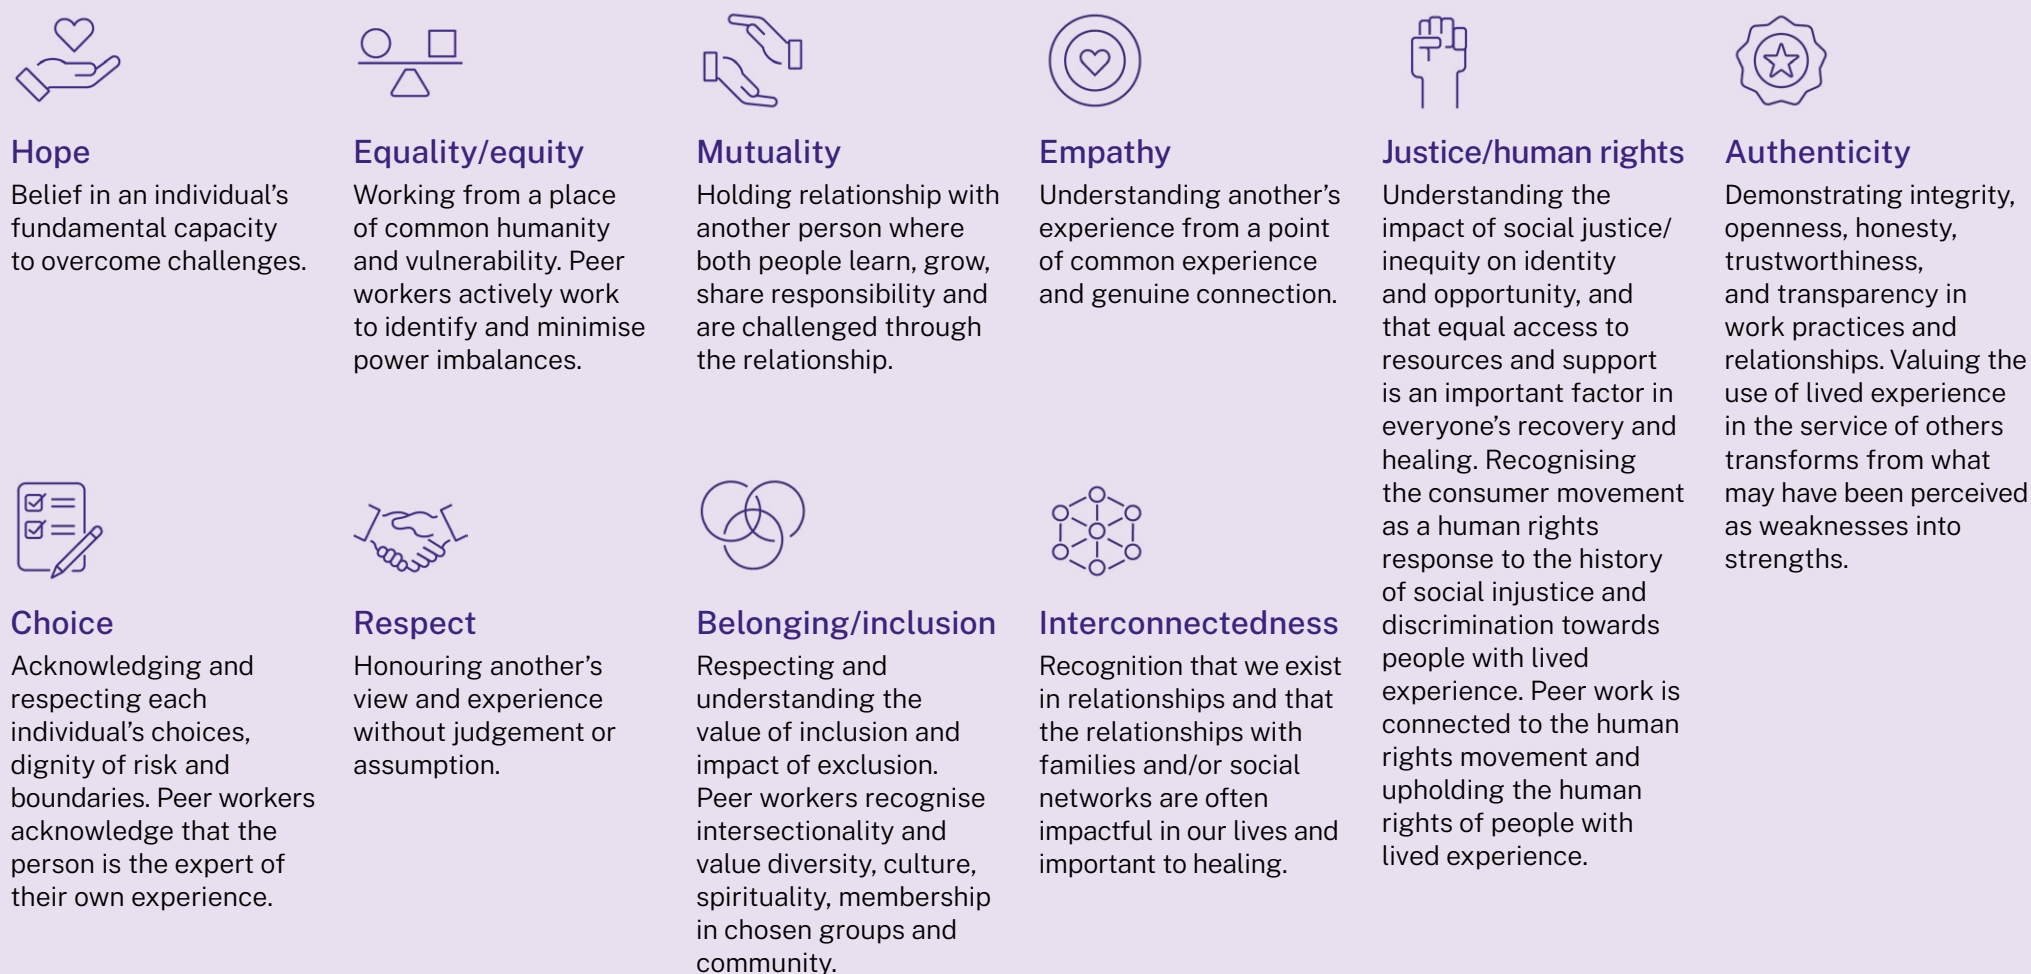 Hope
Belief in an individual’s
fundamental capacity
to overcome challenges.
Equality/equity
Working from a place
of common humanity
and vulnerability. Peer
workers actively work
to identify and minimise
power imbalances.
Mutuality
Holding relationship with
another person where
both people learn, grow,
share responsibility and
are challenged through
the relationship.
Empathy
Understanding another’s
experience from a point
of common experience
and genuine connection.
Justice/human rights
Understanding the
impact of social justice/
inequity on identity
and opportunity, and
that equal access to
resources and support
is an important factor in
everyone’s recovery and
healing. Recognising
the consumer movement
as a human rights
response to the history
of social injustice and
discrimination towards
people with lived
experience. Peer work is
connected to the human
rights movement and
upholding the human
rights of people with
lived experience.
Authenticity
Demonstrating integrity,
openness, honesty,
trustworthiness,
and transparency in
work practices and
relationships. Valuing the
use of lived experience
in the service of others
transforms from what
may have been perceived
as weaknesses into
strengths.
Choice
Acknowledging and
respecting each
individual’s choices,
dignity of risk and
boundaries. Peer workers
acknowledge that the
person is the expert of
their own experience.
Respect
Honouring another’s
view and experience
without judgement or
assumption.
Belonging/inclusion
Respecting and
understanding the
value of inclusion and
impact of exclusion.
Peer workers recognise
intersectionality and
value diversity, culture,
spirituality, membership
in chosen groups and
community.
Interconnectedness
Recognition that we exist
in relationships and that
the relationships with
families and/or social
networks are often
impactful in our lives and
important to healing.